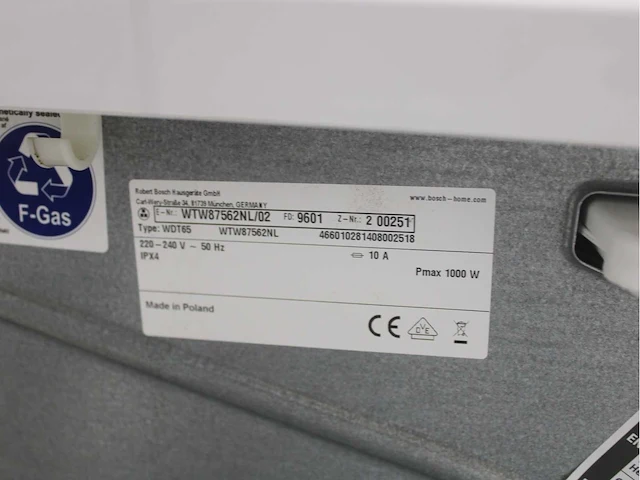 F-Gas
Robert Bosch Hausgeräte GmbH
Carl-Wery-Straße 34, 81739 München, GERMANY
www.bosch-home.com
E-Nr.: WTW87562NL/02 FD: 9601 Z-Nr.: 2 00251
Type: WDT65 WTW87562NL 466010281408002518
220-240 V ~ 50 Hz
IPX4 10 A
Pmax 1000 W
Made in Poland
CE VDE